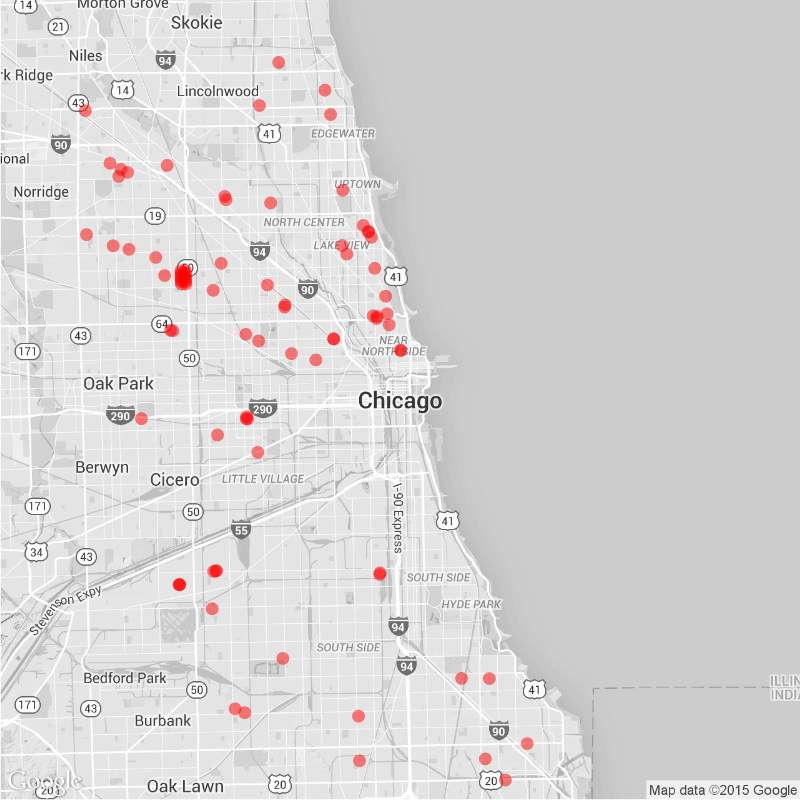 14
Morton Grove
Skokie
21
Niles
94
rk Ridge
14
Lincolnwood
43
41
EDGEWATER
90
ional
Norridge
UPTOWN
19
NORTH CENTER
94
LAKE VIEW
50
41
90
64
43
NEAR
NORTH SIDE
171
50
Oak Park
290
290
Chicago
Berwyn
Cicero
LITTLE VILLAGE
171
50
I-90 Express
41
55
34
43
SOUTH SIDE
Stevenson Expy
HYDE PARK
94
SOUTH SIDE
94
Bedford Park
ILLIN
INDIA
50
41
171
43
Burbank
90
Google
20
Oak Lawn
20
20
Map data ©2015 Google